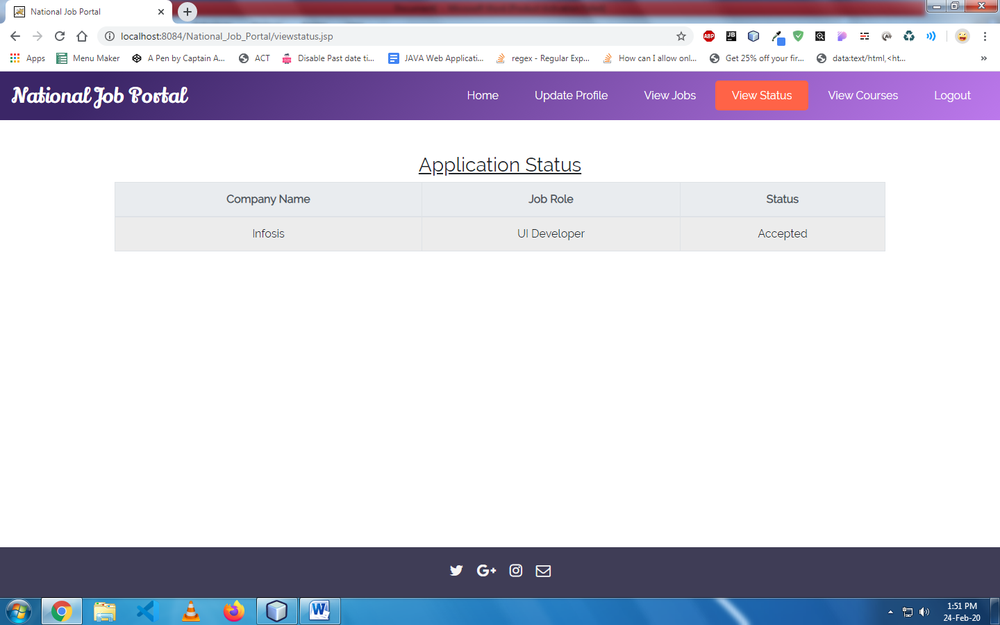 National Job Portal
localhost:8084/National_Job_Portal/viewstatus.jsp
ABP
JB
Apps
Menu Maker
A Pen by Captain A...
ACT
Disable Past date ti...
JAVA Web Applicati...
regex - Regular Exp...
How can I allow onl...
Get 25% off your fir...
data:text/html,<ht...
»
National Job Portal
Home
Update Profile
View Jobs
View Status
View Courses
Logout
Application Status
Company Name Job Role Status
Infosis UI Developer Accepted
G+
W
1:51 PM
24-Feb-20